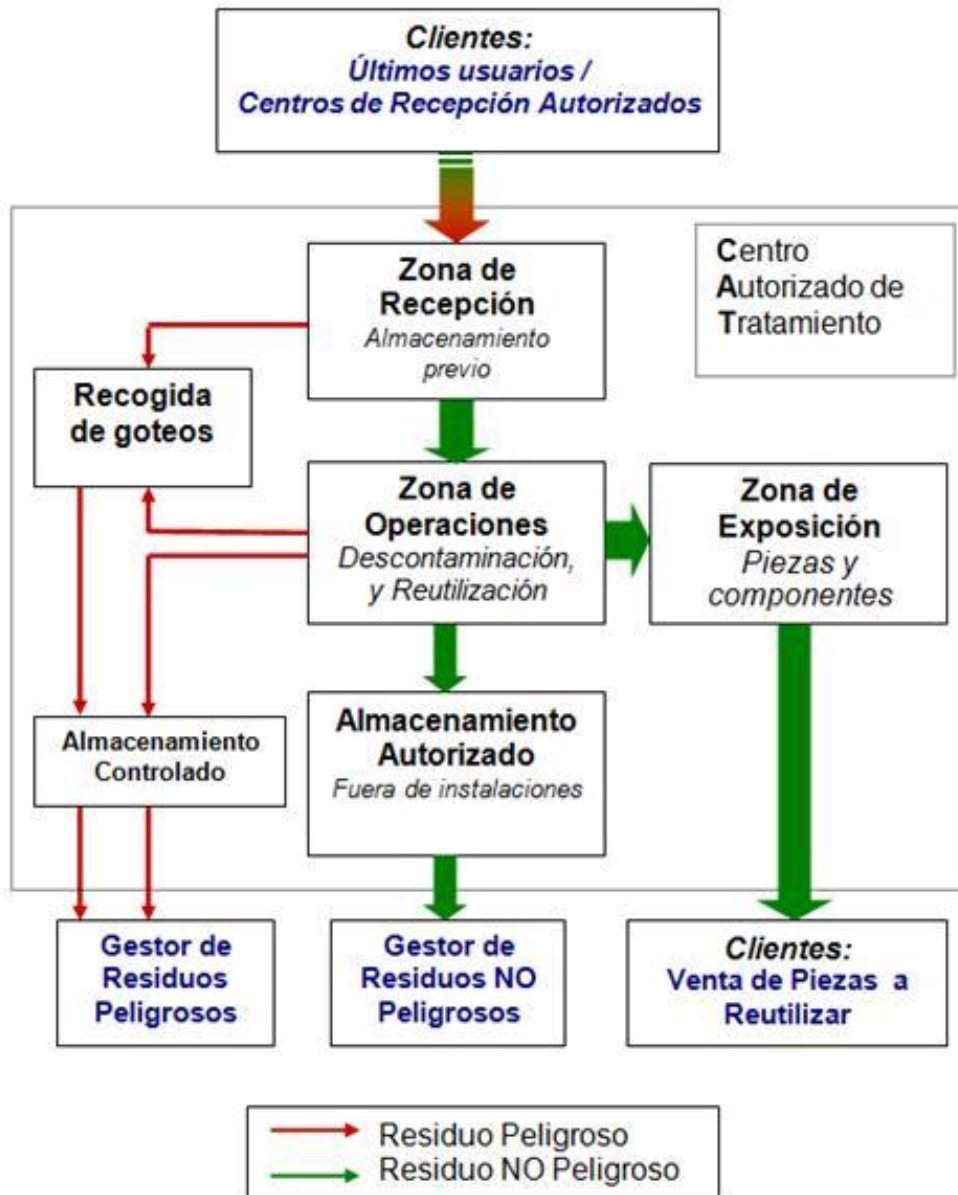 Clientes:
Últimos usuarios /
Centros de Recepción Autorizados
Centro
Autorizado de
Tratamiento
Zona de
Recepción
Almacenamiento
previo
Recogida
de goteos
Zona de
Operaciones
Descontaminación,
y Reutilización
Zona de
Exposición
Piezas y
componentes
Almacenamiento
Controlado
Almacenamiento
Autorizado
Fuera de instalaciones
Gestor de
Residuos
Peligrosos
Gestor de
Residuos NO
Peligrosos
Clientes:
Venta de Piezas a
Reutilizar
Residuo Peligroso
Residuo NO Peligroso